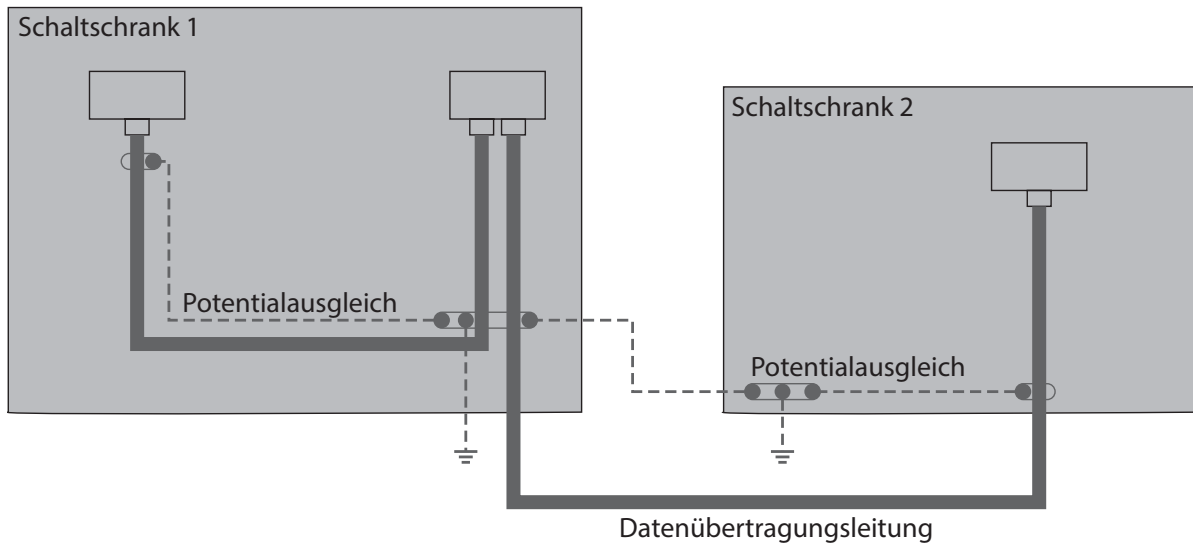 Schaltschrank 1
Schaltschrank 2
Potentialausgleich
Potentialausgleich
Datenübertragungsleitung